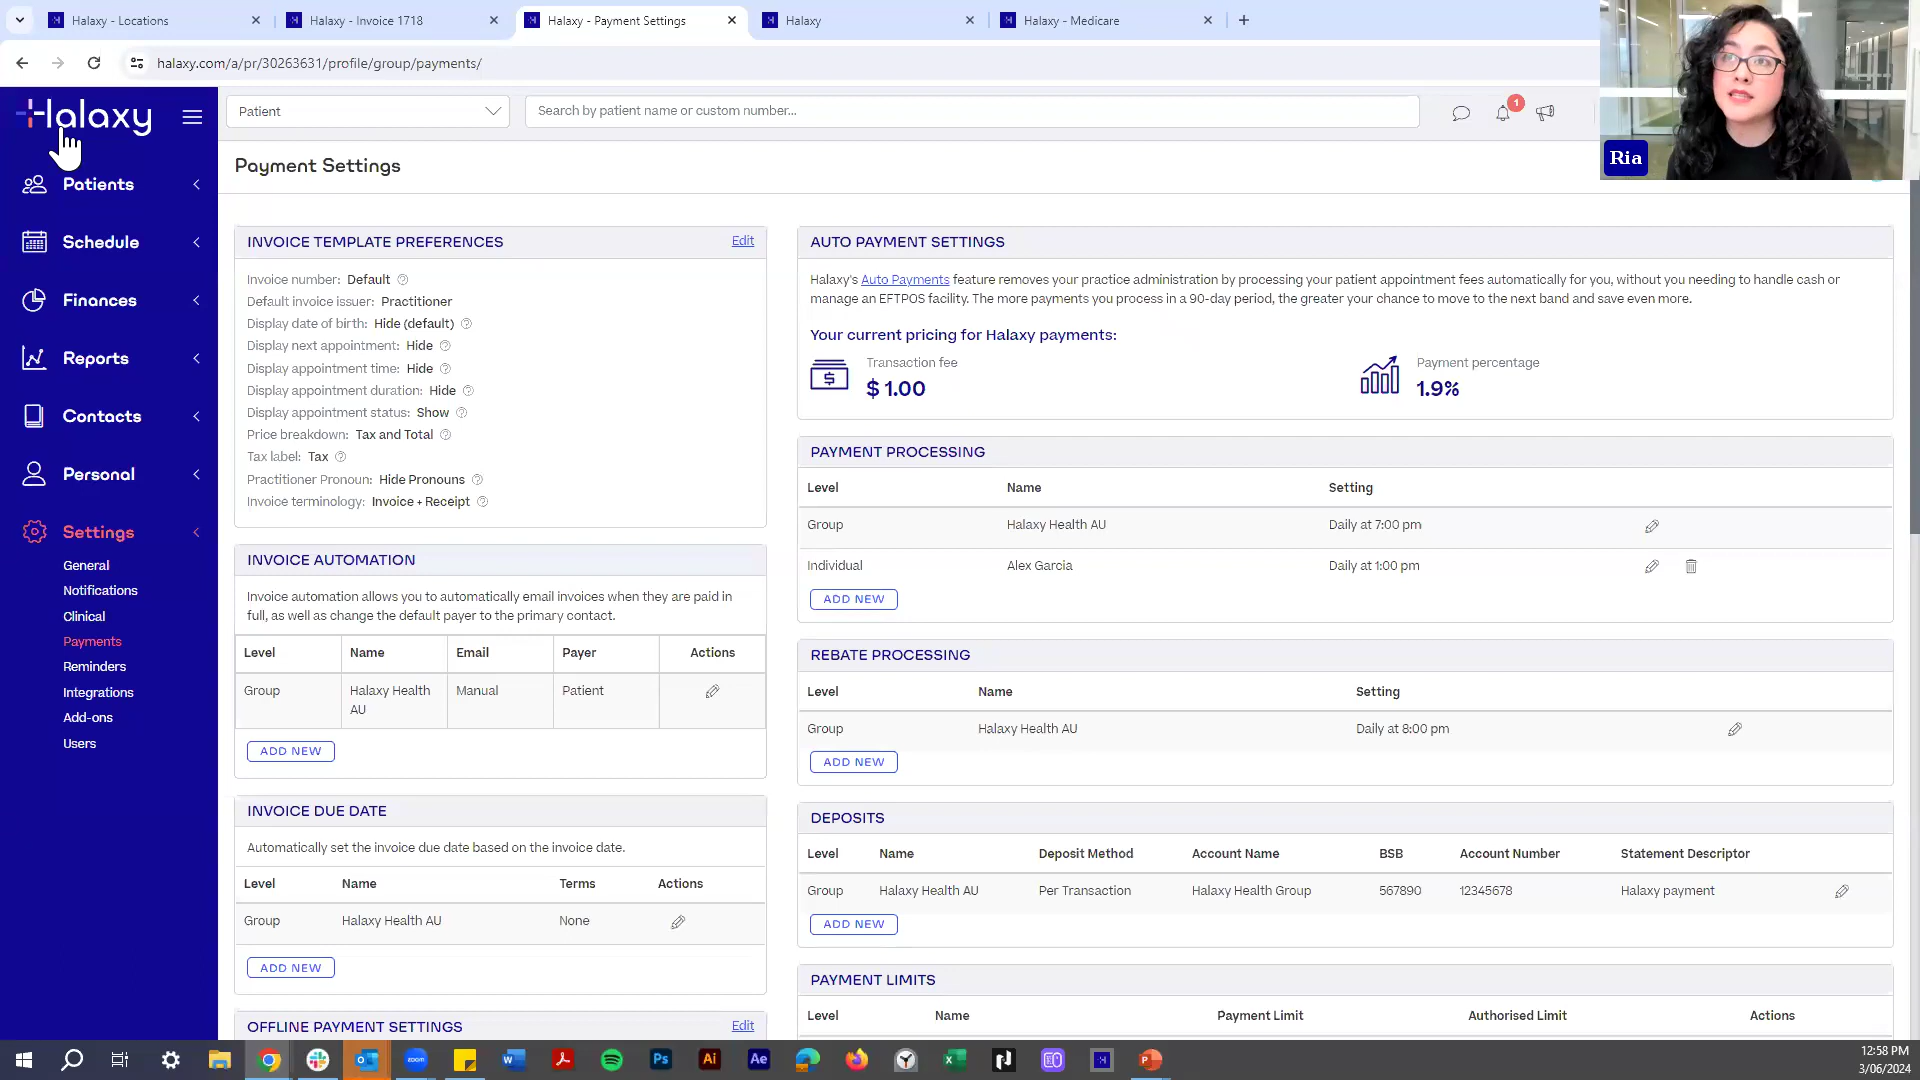 Halaxy - Locations
Halaxy - Invoice 1718
Halaxy - Payment Settings
Halaxy
Halaxy - Medicare
halaxy.com/a/pr/30263631/profile/group/payments/
Halaxy
Patient
Search by patient name or custom number...
1
Ria
Payment Settings
Patients
Schedule
Finances
Reports
Contacts
Personal
Settings
General
Notifications
Clinical
Payments
Reminders
Integrations
Add-ons
Users
INVOICE TEMPLATE PREFERENCES
Edit
Invoice number: Default
Default invoice issuer: Practitioner
Display date of birth: Hide (default)
Display next appointment: Hide
Display appointment time: Hide
Display appointment duration: Hide
Display appointment status: Show
Price breakdown: Tax and Total
Tax label: Tax
Practitioner Pronoun: Hide Pronouns
Invoice terminology: Invoice + Receipt
INVOICE AUTOMATION
Invoice automation allows you to automatically email invoices when they are paid in
full, as well as change the default payer to the primary contact.
Level Name Email Payer Actions
Group Halaxy Health AU Manual Patient
ADD NEW
INVOICE DUE DATE
Automatically set the invoice due date based on the invoice date.
Level Name Terms Actions
Group Halaxy Health AU None
ADD NEW
OFFLINE PAYMENT SETTINGS
Edit
AUTO PAYMENT SETTINGS
Halaxy's Auto Payments feature removes your practice administration by processing your patient appointment fees automatically for you, without you needing to handle cash or
manage an EFTPOS facility. The more payments you process in a 90-day period, the greater your chance to move to the next band and save even more.
Your current pricing for Halaxy payments:
Transaction fee
$ 1.00
Payment percentage
1.9%
PAYMENT PROCESSING
Level Name Setting
Group Halaxy Health AU Daily at 7:00 pm
Individual Alex Garcia Daily at 1:00 pm
ADD NEW
REBATE PROCESSING
Level Name Setting
Group Halaxy Health AU Daily at 8:00 pm
ADD NEW
DEPOSITS
Level Name Deposit Method Account Name BSB Account Number Statement Descriptor
Group Halaxy Health AU Per Transaction Halaxy Health Group 567890 12345678 Halaxy payment
ADD NEW
PAYMENT LIMITS
Level Name Payment Limit Authorised Limit Actions
zoom
Ps
Ai
Ae
12:58 PM
3/06/2024